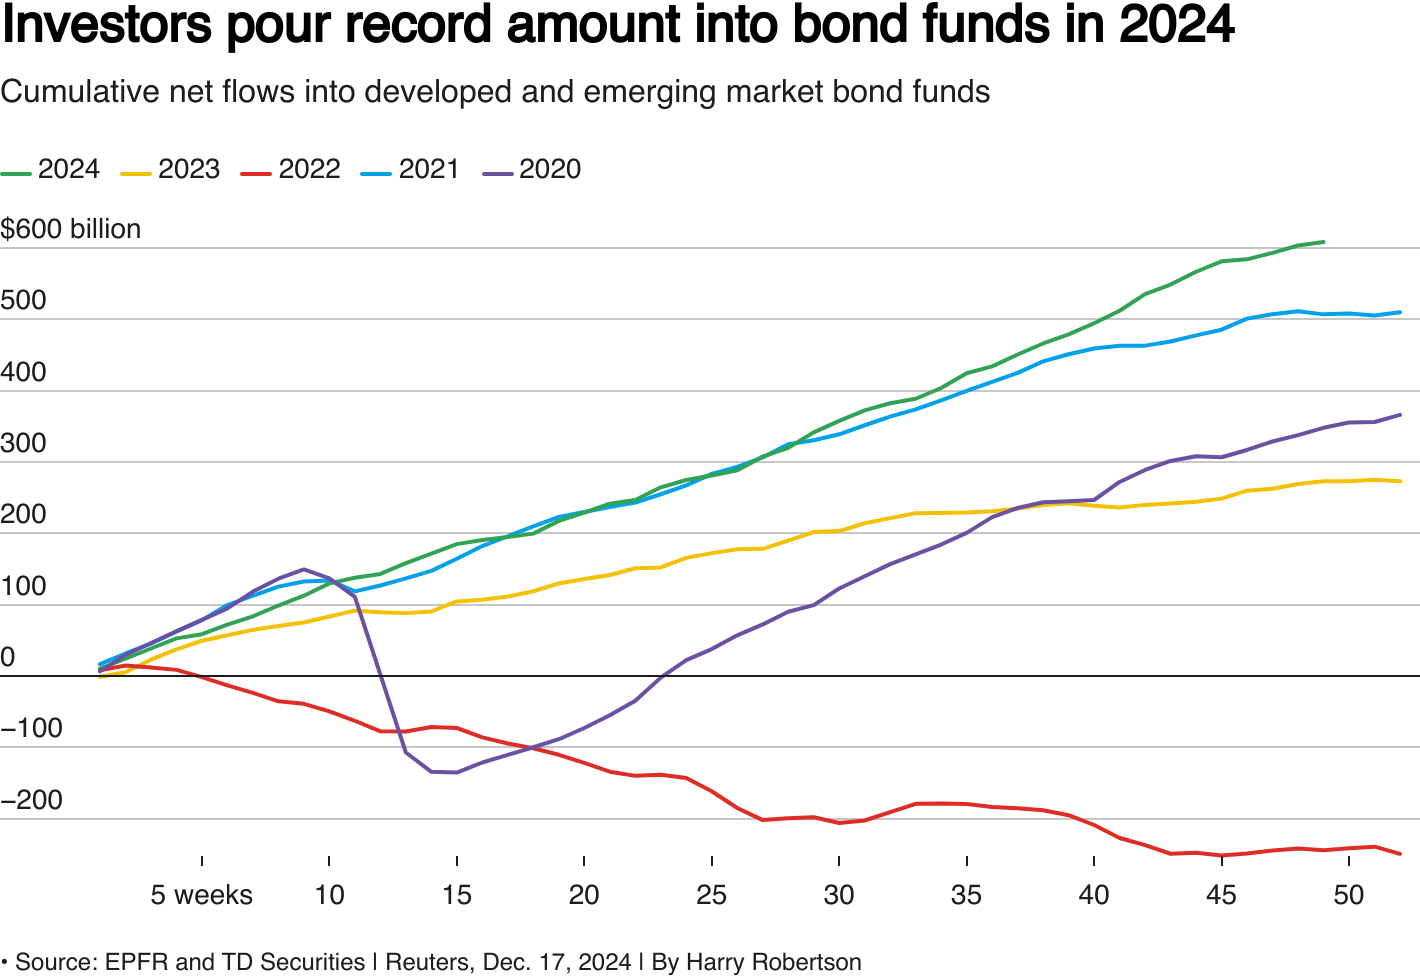 Investors pour record amount into bond funds in 2024
Cumulative net flows into developed and emerging market bond funds
2024 2023 2022 2021 2020
$600 billion
500
400
300
200
100
0
−100
−200
5 weeks 10 15 20 25 30 35 40 45 50
• Source: EPFR and TD Securities | Reuters, Dec. 17, 2024 | By Harry Robertson